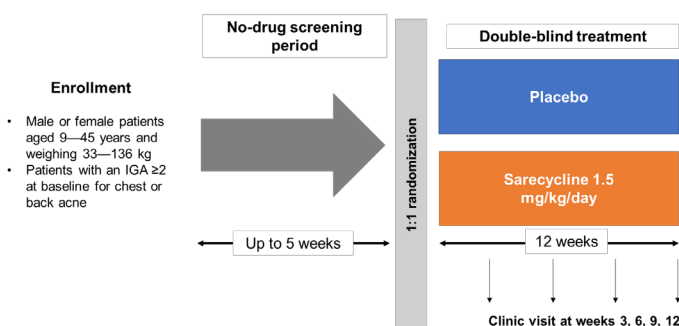 No-drug screening
period
Double-blind treatment
Enrollment
• Male or female patients
aged 9—45 years and
weighing 33—136 kg
• Patients with an IGA ≥2
at baseline for chest or
back acne
1:1 randomization
Placebo
Sarecycline 1.5
mg/kg/day
Up to 5 weeks
12 weeks
Clinic visit at weeks 3, 6, 9, 12